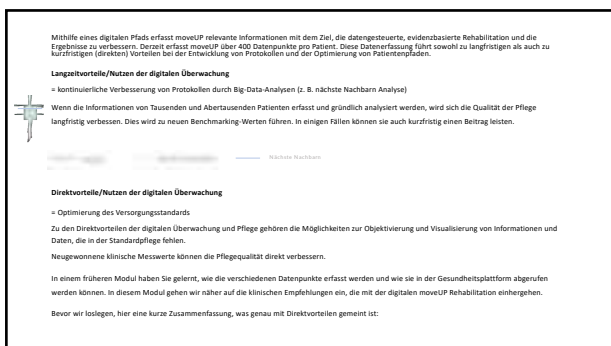 Mithilfe eines digitalen Pfads erfasst moveUP relevante Informationen mit dem Ziel, die datengesteuerte, evidenzbasierte Rehabilitation und die
Ergebnisse zu verbessern. Derzeit erfasst moveUP über 400 Datenpunkte pro Patient. Diese Datenerfassung führt sowohl zu langfristigen als auch zu
kurzfristigen (direkten) Vorteilen bei der Entwicklung von Protokollen und der Optimierung von Patientenpfaden.
Langzeitvorteile/Nutzen der digitalen Überwachung
= kontinuierliche Verbesserung von Protokollen durch Big-Data-Analysen (z. B. nächste Nachbarn Analyse)
Wenn die Informationen von Tausenden und Abertausenden Patienten erfasst und gründlich analysiert werden, wird sich die Qualität der Pflege
langfristig verbessen. Dies wird zu neuen Benchmarking-Werten führen. In einigen Fällen können sie auch kurzfristig einen Beitrag leisten.
Nächste Nachbarn
Direktvorteile/Nutzen der digitalen Überwachung
= Optimierung des Versorgungsstandards
Zu den Direktvorteilen der digitalen Überwachung und Pflege gehören die Möglichkeiten zur Objektivierung und Visualisierung von Informationen und
Daten, die in der Standardpflege fehlen.
Neugewonnene klinische Messwerte können die Pflegequalität direkt verbessern.
In einem früheren Modul haben Sie gelernt, wie die verschiedenen Datenpunkte erfasst werden und wie sie in der Gesundheitsplattform abgerufen
werden können. In diesem Modul gehen wir näher auf die klinischen Empfehlungen ein, die mit der digitalen moveUP Rehabilitation einhergehen.
Bevor wir loslegen, hier eine kurze Zusammenfassung, was genau mit Direktvorteilen gemeint ist: